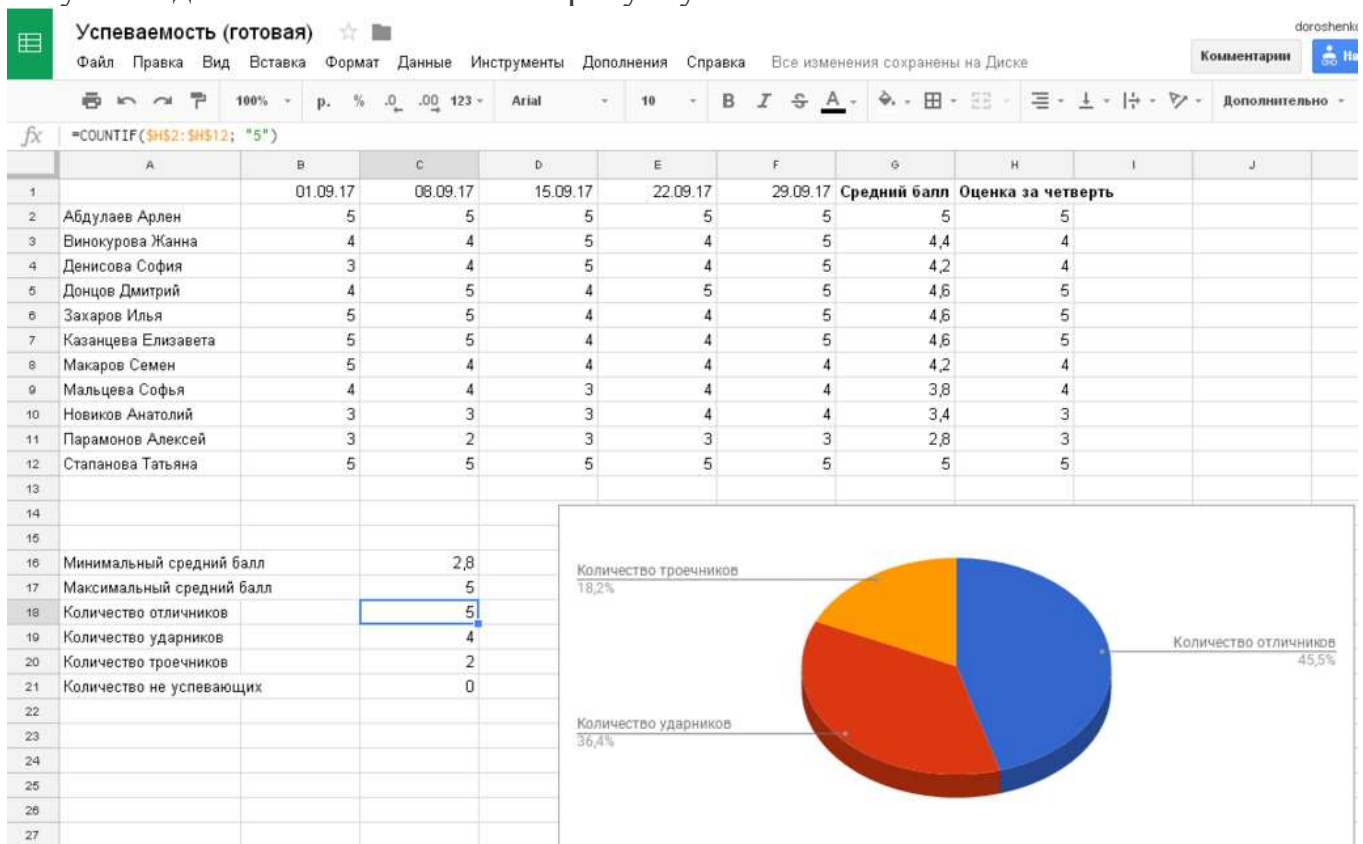 Успеваемость (готовая)
doroshenko
Файл Правка Вид Вставка Формат Данные Инструменты Дополнения Справка Все изменения сохранены на Диске
Комментарии
100% р. % .0 .00 123 Arial 10 B I S A Дополнительно
fx =COUNTIF($H$2:$H$12; "5")
A B C D E F G H I J
1 01.09.17 08.09.17 15.09.17 22.09.17 29.09.17 Средний балл Оценка за четверть
2 Абдулаев Арлен 5 5 5 5 5 5 5
3 Винокурова Жанна 4 4 5 4 5 4,4 4
4 Денисова София 3 4 5 4 5 4,2 4
5 Донцов Дмитрий 4 5 4 5 5 4,6 5
6 Захаров Илья 5 5 4 4 5 4,6 5
7 Казанцева Елизавета 5 5 4 4 5 4,6 5
8 Макаров Семен 5 4 4 4 4 4,2 4
9 Мальцева Софья 4 4 3 4 4 3,8 4
10 Новиков Анатолий 3 3 3 4 4 3,4 3
11 Парамонов Алексей 3 2 3 3 3 2,8 3
12 Стапанова Татьяна 5 5 5 5 5 5 5
13
14
15
16 Минимальный средний балл 2,8
17 Максимальный средний балл 5
18 Количество отличников 5
19 Количество ударников 4
20 Количество троечников 2
21 Количество не успевающих 0
22
23
24
25
26
27
Количество троечников
18,2%
Количество отличников
45,5%
Количество ударников
36,4%